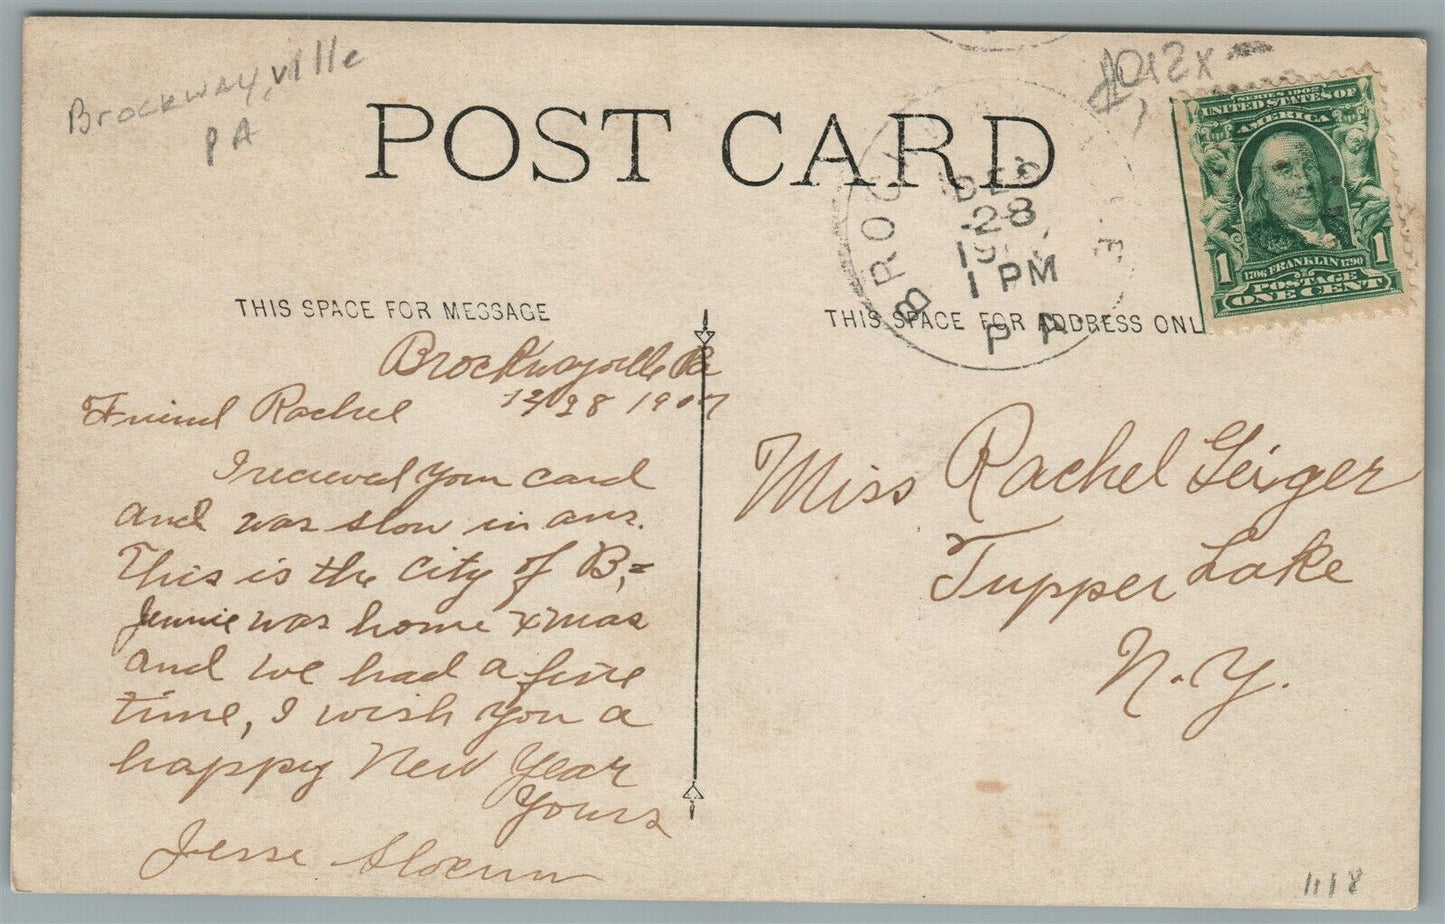 Brockwayville
PA
POST CARD
SERIES 1902
UNITED STATES OF
AMERICA
1706 FRANKLIN 1790
POSTAGE
1 ONE CENT 1
DEC
28
1 PM
PA.
THIS SPACE FOR MESSAGE
THIS SPACE FOR ADDRESS ONL
Brockwayville Pa
12/28 1907
Friend Rachel
I received your card
and was slow in ans.
This is the city of B,=
Jennie was home xmas
and we had a fine
time, I wish you a
happy New Year
Yours
Jesse Slocum
Miss Rachel Geiger
Tupper Lake
N.Y.
1118